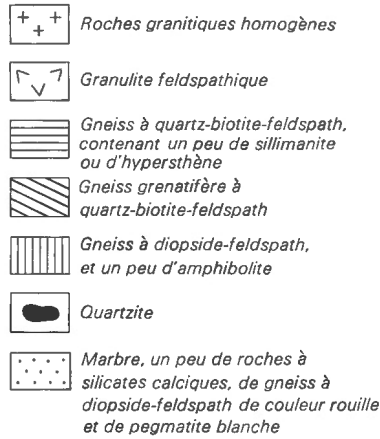 Roches granitiques homogènes
Granulite feldspathique
Gneiss à quartz-biotite-feldspath,
contenant un peu de sillimanite
ou d'hypersthène
Gneiss grenatifère à
quartz-biotite-feldspath
Gneiss à diopside-feldspath,
et un peu d'amphibolite
Quartzite
Marbre, un peu de roches à
silicates calciques, de gneiss à
diopside-feldspath de couleur rouille
et de pegmatite blanche